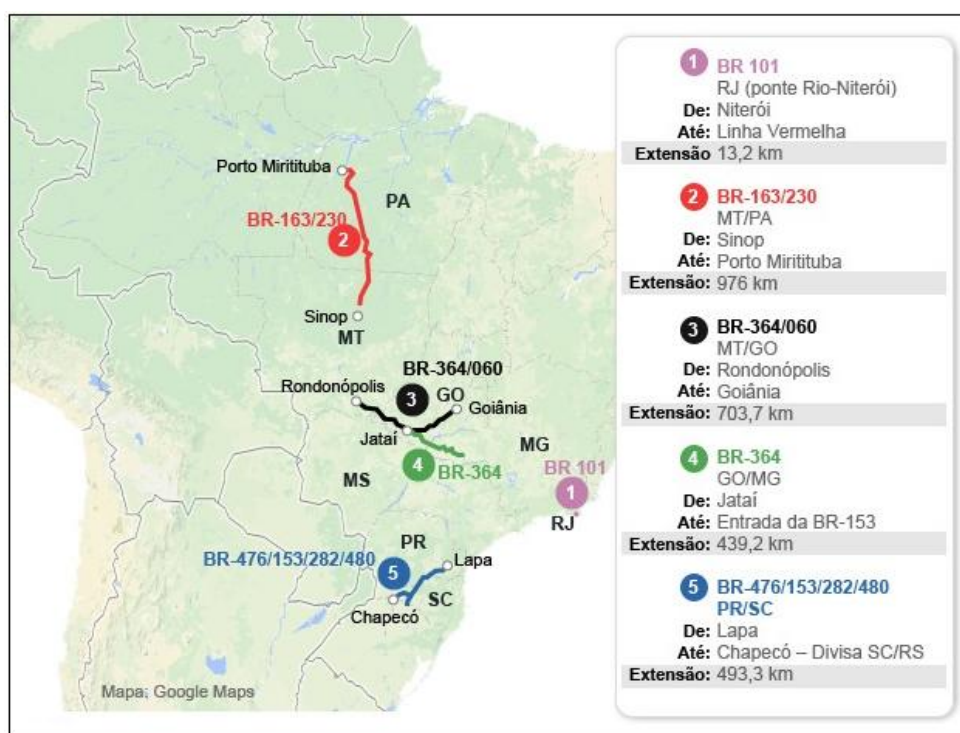 Porto Miritituba
PA
BR-163/230
2
Sinop
MT
BR-364/060
Rondonópolis
3
GO
Goiânia
Jataí
MG
4
BR-364
MS
BR 101
1
RJ
PR
BR-476/153/282/480
Lapa
5
SC
Chapecó
Mapa: Google Maps
1 BR 101
RJ (ponte Rio-Niterói)
De: Niterói
Até: Linha Vermelha
Extensão 13,2 km
2 BR-163/230
MT/PA
De: Sinop
Até: Porto Miritituba
Extensão: 976 km
3 BR-364/060
MT/GO
De: Rondonópolis
Até: Goiânia
Extensão: 703,7 km
4 BR-364
GO/MG
De: Jataí
Até: Entrada da BR-153
Extensão: 439,2 km
5 BR-476/153/282/480
PR/SC
De: Lapa
Até: Chapecó – Divisa SC/RS
Extensão: 493,3 km